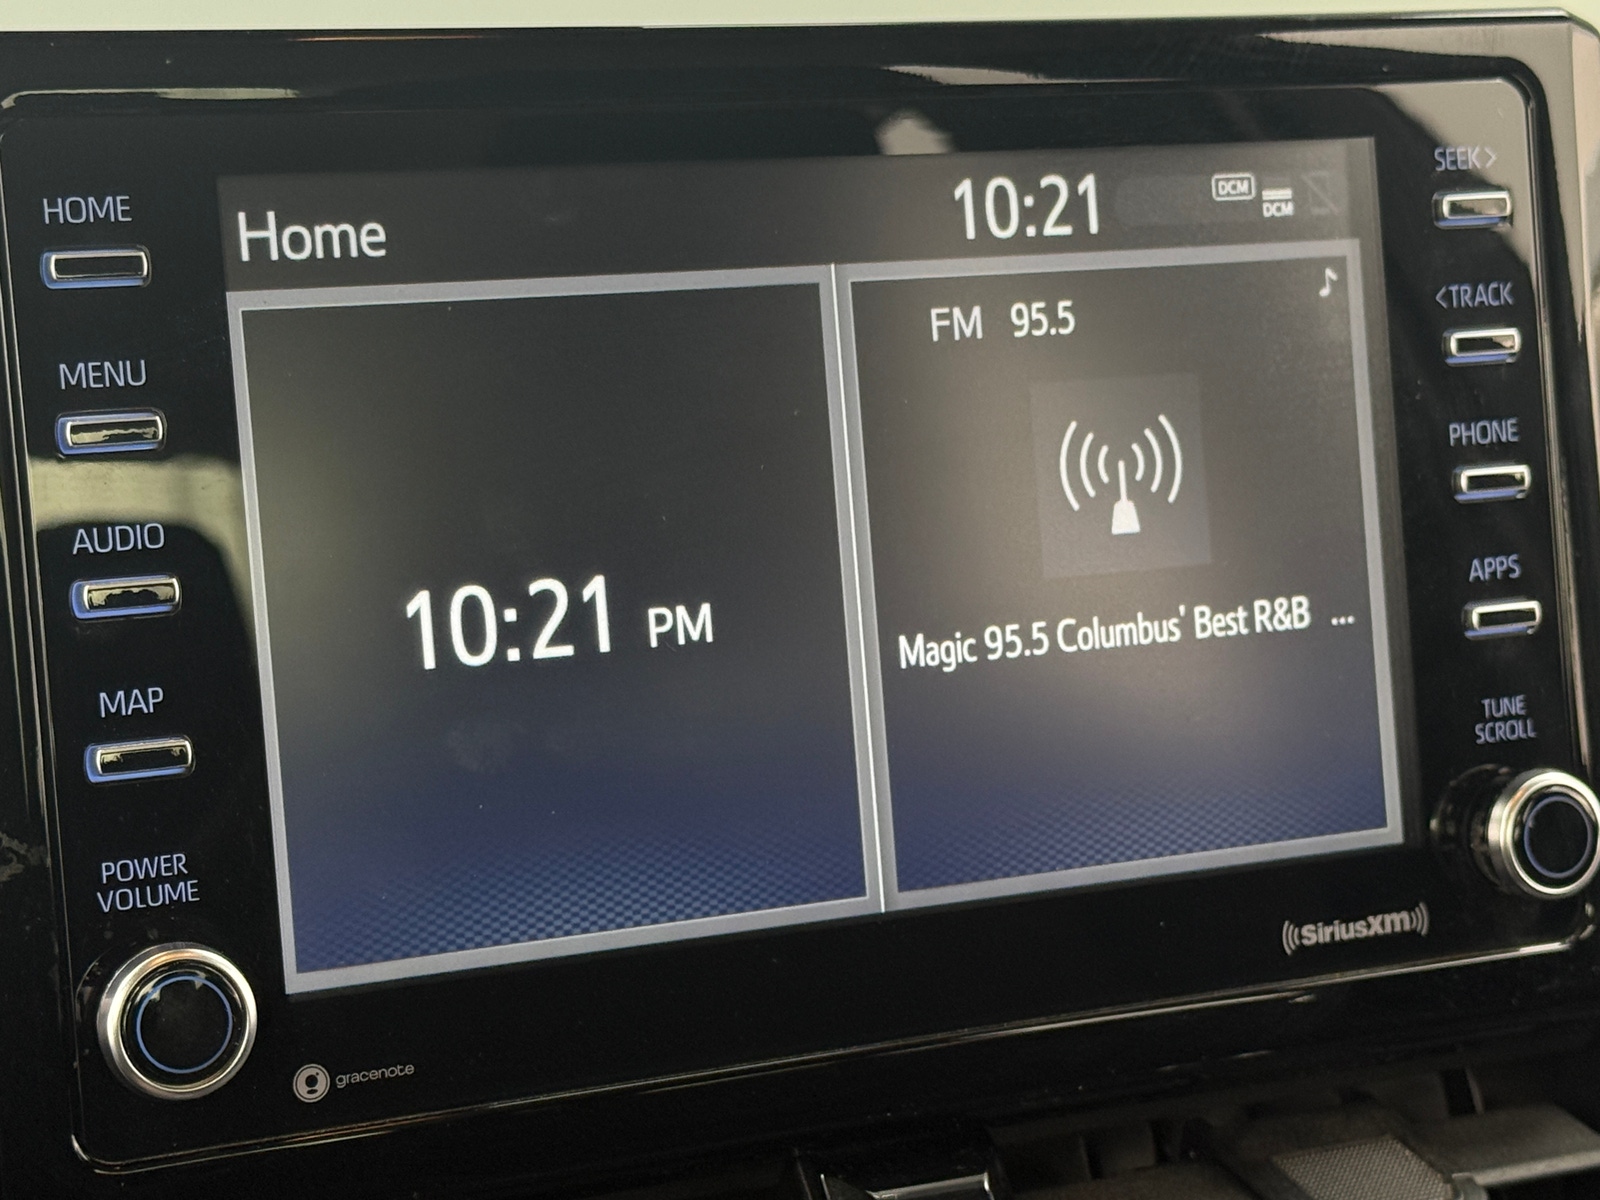 HOME
MENU
AUDIO
MAP
POWER
VOLUME
Home
10:21
DCM
DCM
10:21 PM
FM 95.5
Magic 95.5 Columbus' Best R&B ...
SEEK>
<TRACK
PHONE
APPS
TUNE
SCROLL
((SiriusXM))
gracenote